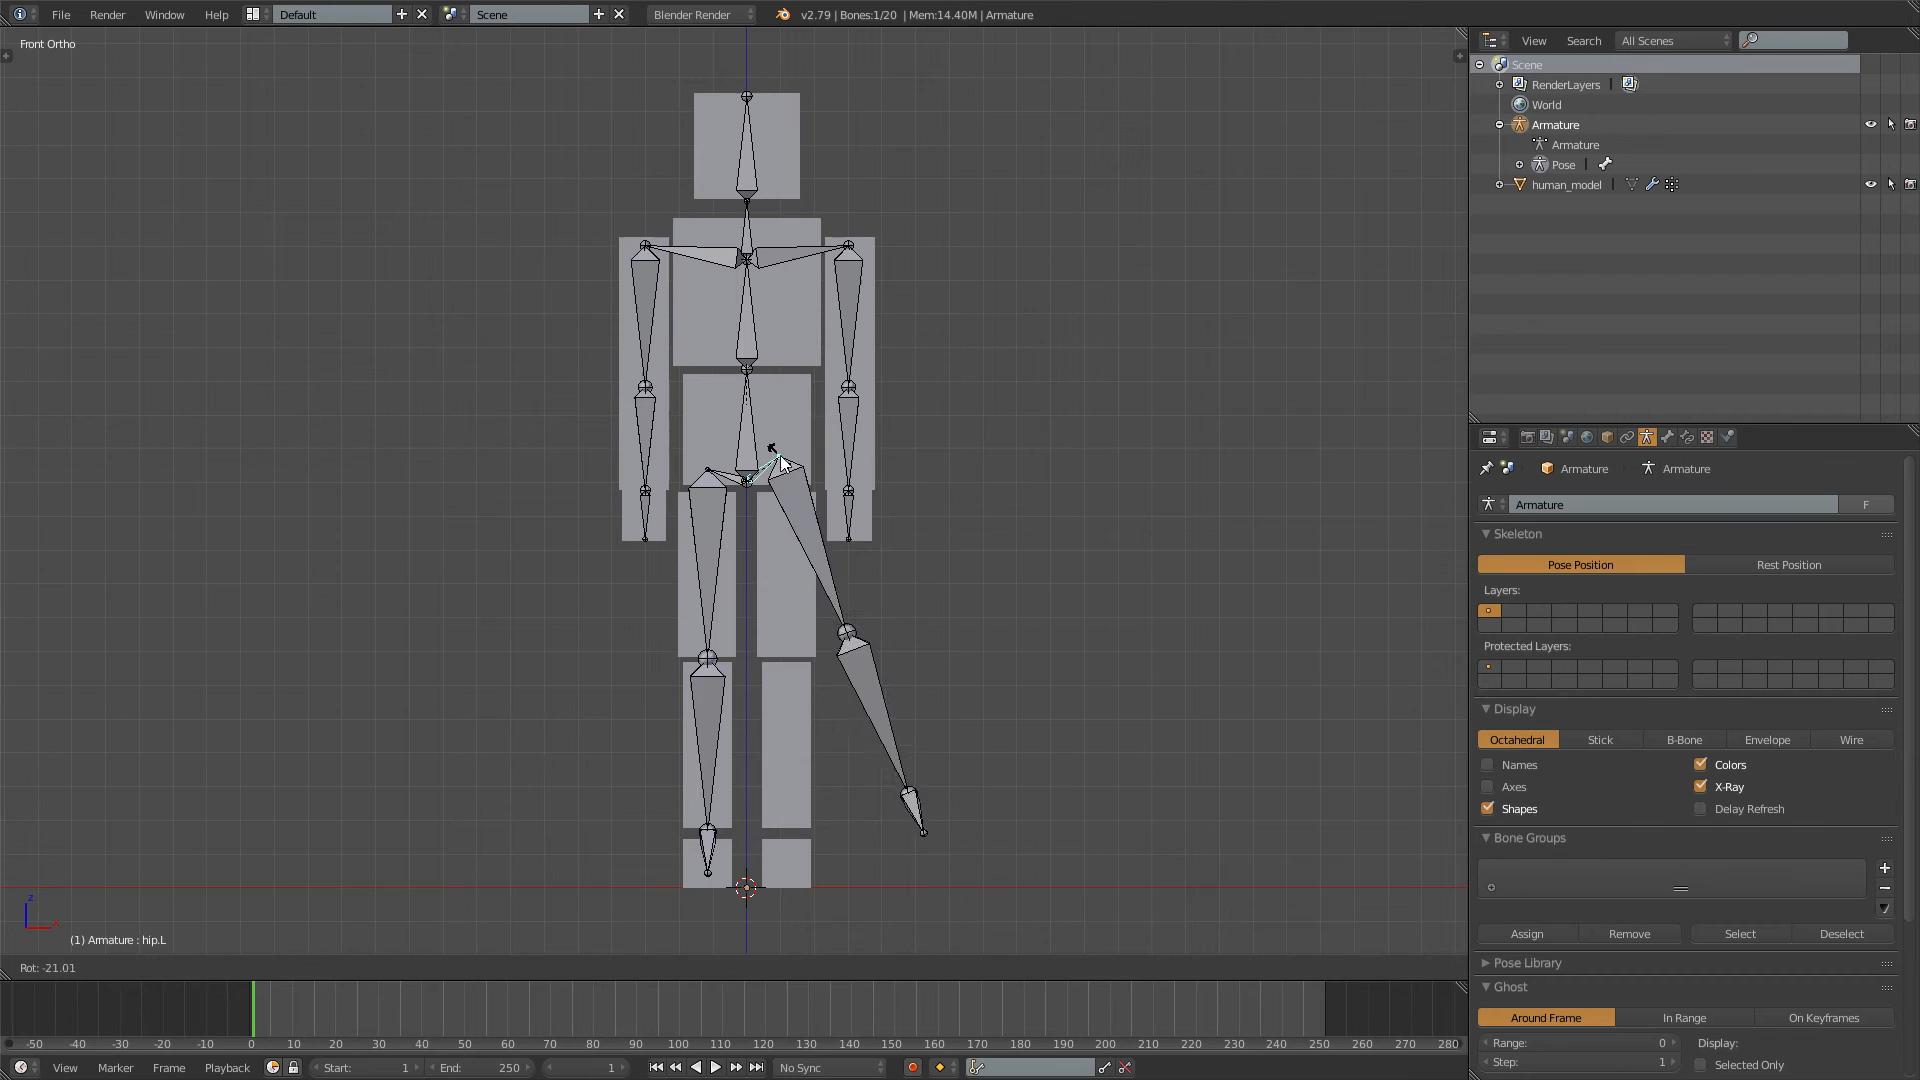 File Render Window Help Default Scene Blender Render v2.79 | Bones:1/20 | Mem:14.40M | Armature
Front Ortho
View Search All Scenes
Scene
RenderLayers |
World
Armature
Armature
Pose |
human_model |
Armature Armature
Armature F
Skeleton
Pose Position Rest Position
Layers:
Protected Layers:
Display
Octahedral Stick B-Bone Envelope Wire
Names Colors
Axes X-Ray
Shapes Delay Refresh
Bone Groups
Assign Remove Select Deselect
Pose Library
Ghost
Around Frame In Range On Keyframes
Range: 0 Display:
Step: 1 Selected Only
z
x
(1) Armature : hip.L
Rot: -21.01
-50 -40 -30 -20 -10 0 10 20 30 40 50 60 70 80 90 100 110 120 130 140 150 160 170 180 190 200 210 220 230 240 250 260 270 280
View Marker Frame Playback Start: 1 End: 250 1 No Sync